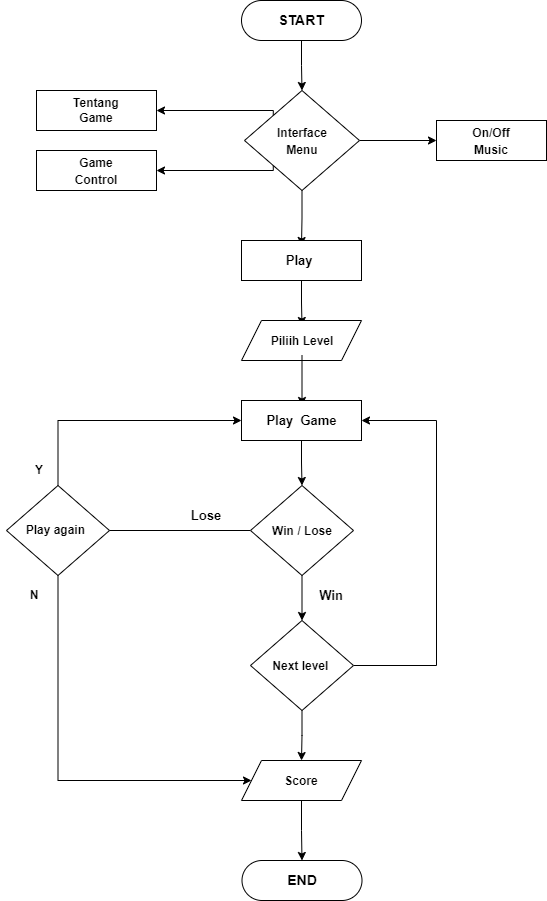 START
Tentang
Game
Interface
Menu
On/Off
Music
Game
Control
Play
Piliih Level
Play Game
Y
Play again
Lose
Win / Lose
N
Win
Next level
Score
END